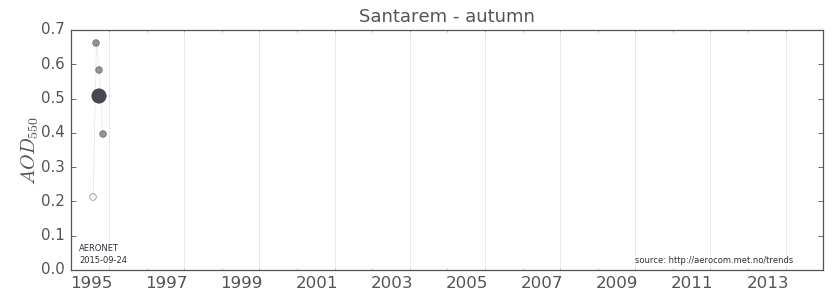 Santarem - autumn
0.7
0.6
0.5
0.4
0.3
0.2
0.1
0.0
AOD550
AERONET
2015-09-24
source: http://aerocom.met.no/trends
1995 1997 1999 2001 2003 2005 2007 2009 2011 2013